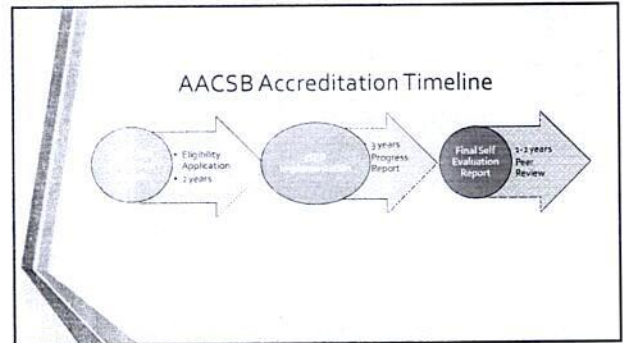 AACSB Accreditation Timeline
• Eligibility
Application
• 2 years
3 years
Progress
Report
Final Self
Evaluation
Report
1-2 years
Peer
Review